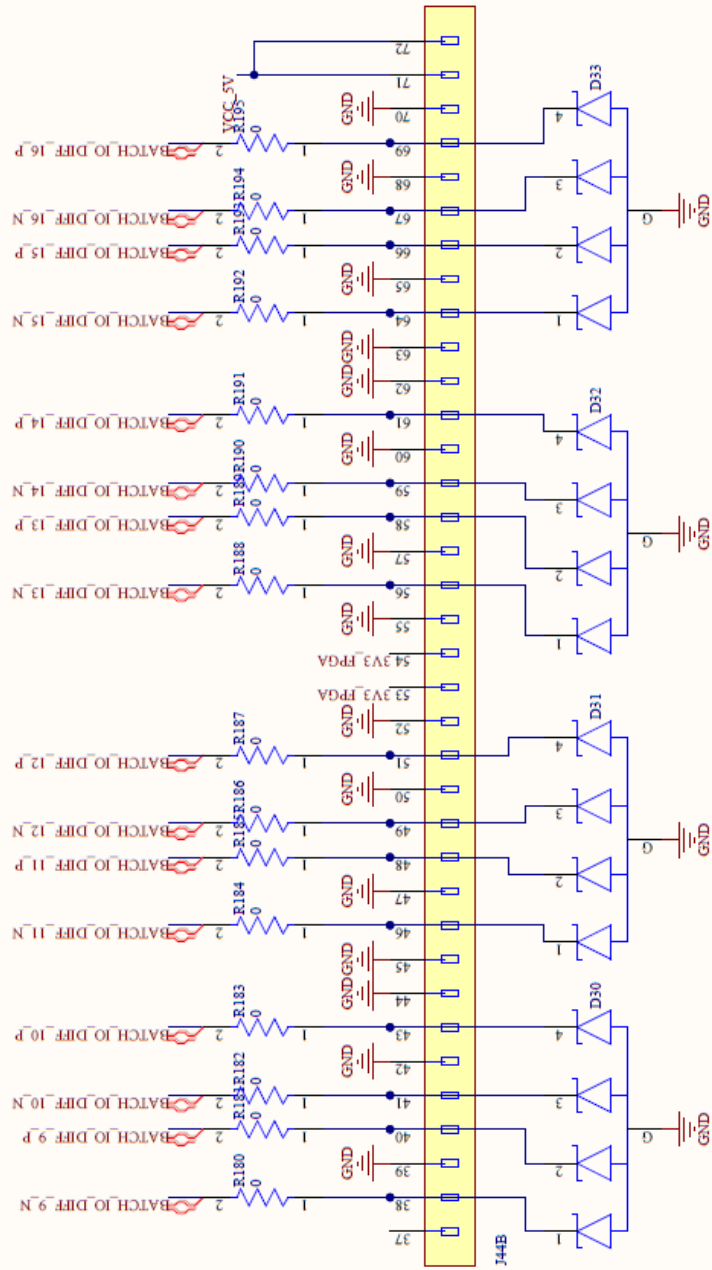 72
71
VCC_5V
GND
70
D33
BATCH_IO_DIFF_16_P
2
R195
0
1
69
4
GND
68
BATCH_IO_DIFF_16_N
2
R194
0
1
67
3
G
GND
BATCH_IO_DIFF_15_P
2
R193
0
1
66
2
GND
65
BATCH_IO_DIFF_15_N
2
R192
0
1
64
1
GND
63
GND
62
BATCH_IO_DIFF_14_P
2
R191
0
1
61
4
D32
GND
60
BATCH_IO_DIFF_14_N
2
R190
0
1
59
3
BATCH_IO_DIFF_13_P
2
R189
0
1
58
2
G
GND
GND
57
BATCH_IO_DIFF_13_N
2
R188
0
1
56
1
GND
55
3V3_FPGA
54
3V3_FPGA
53
GND
52
D31
BATCH_IO_DIFF_12_P
2
R187
0
1
51
4
GND
50
BATCH_IO_DIFF_12_N
2
R186
0
1
49
3
G
GND
BATCH_IO_DIFF_11_P
2
R185
0
1
48
2
GND
47
BATCH_IO_DIFF_11_N
2
R184
0
1
46
1
GND
45
GND
44
D30
BATCH_IO_DIFF_10_P
2
R183
0
1
43
4
GND
42
BATCH_IO_DIFF_10_N
2
R182
0
1
41
3
BATCH_IO_DIFF_9_P
2
R181
0
1
40
G
GND
GND
39
2
BATCH_IO_DIFF_9_N
2
R180
0
1
38
1
37
J44B